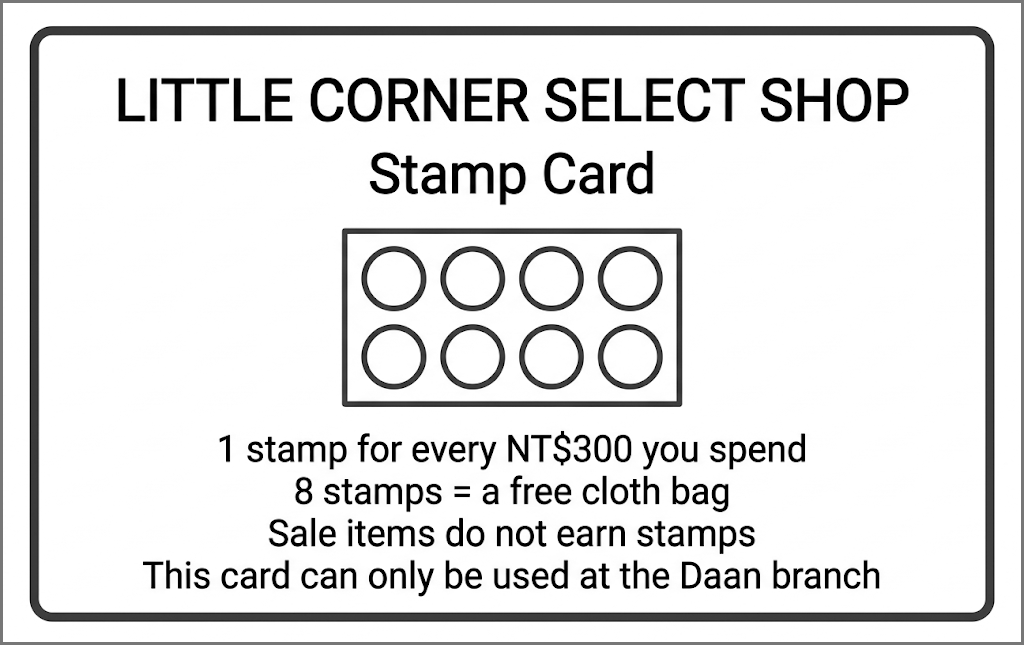 LITTLE CORNER SELECT SHOP
Stamp Card
1 stamp for every NT$300 you spend
8 stamps = a free cloth bag
Sale items do not earn stamps
This card can only be used at the Daan branch